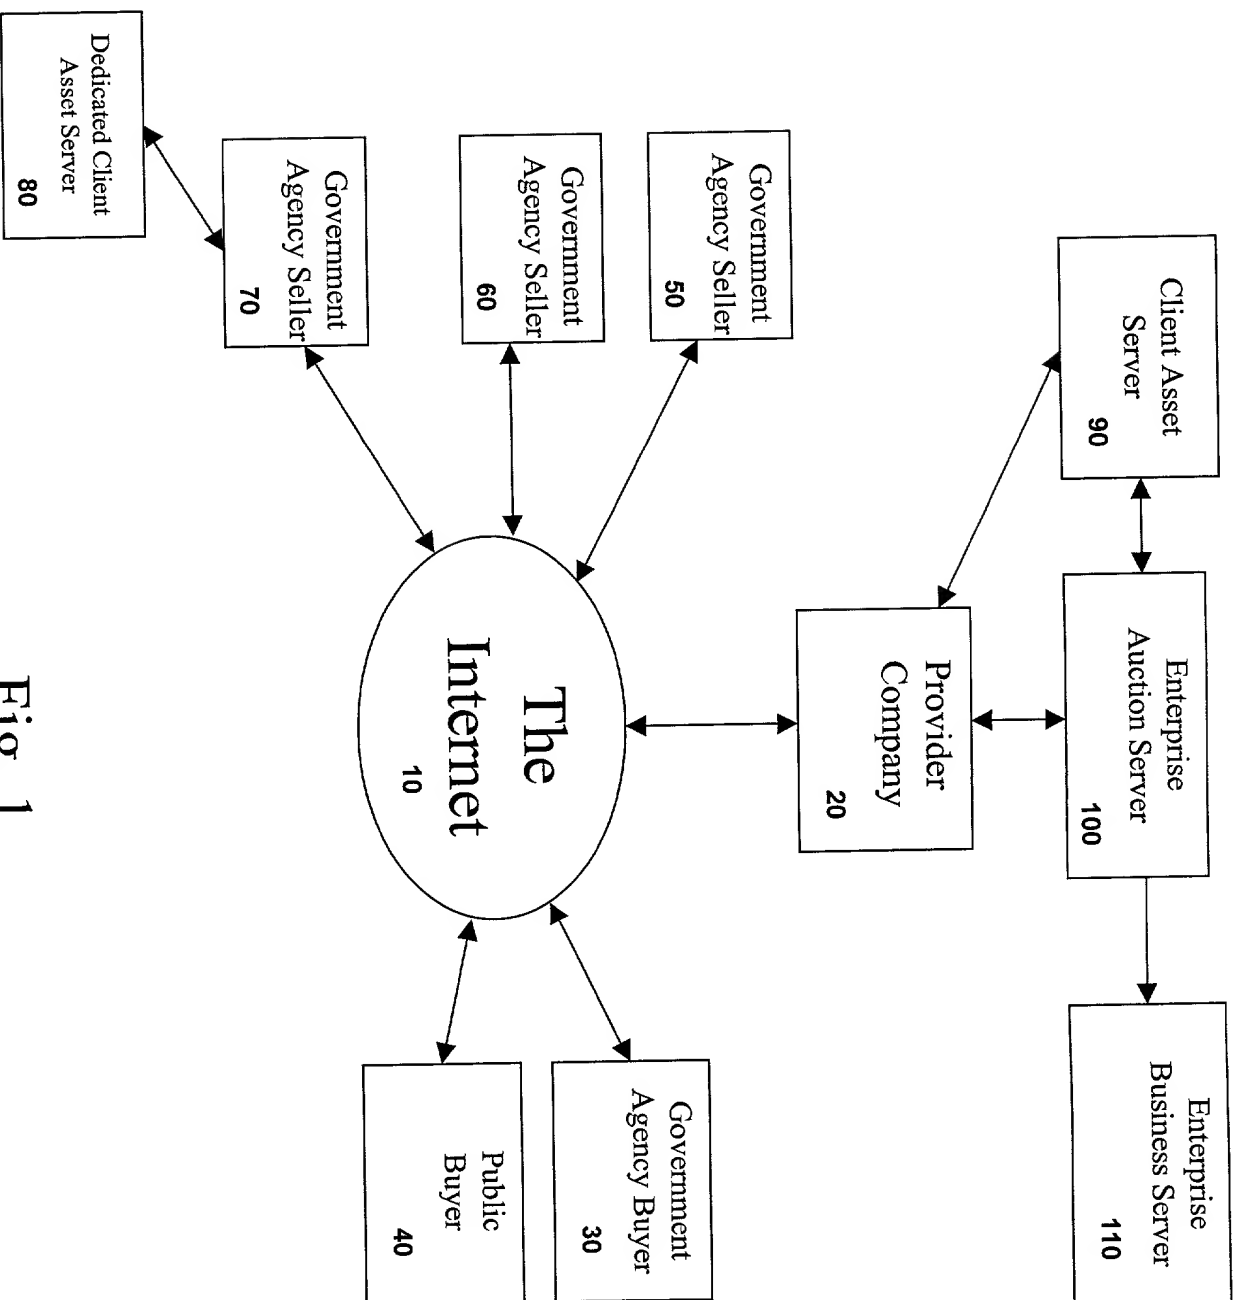 Client Asset
Server
90
Enterprise
Auction Server
100
Enterprise
Business Server
110
Provider
Company
20
Government
Agency Seller
50
Government
Agency Seller
60
Government
Agency Seller
70
Dedicated Client
Asset Server
80
The
Internet
10
Government
Agency Buyer
30
Public
Buyer
40
Fig 1